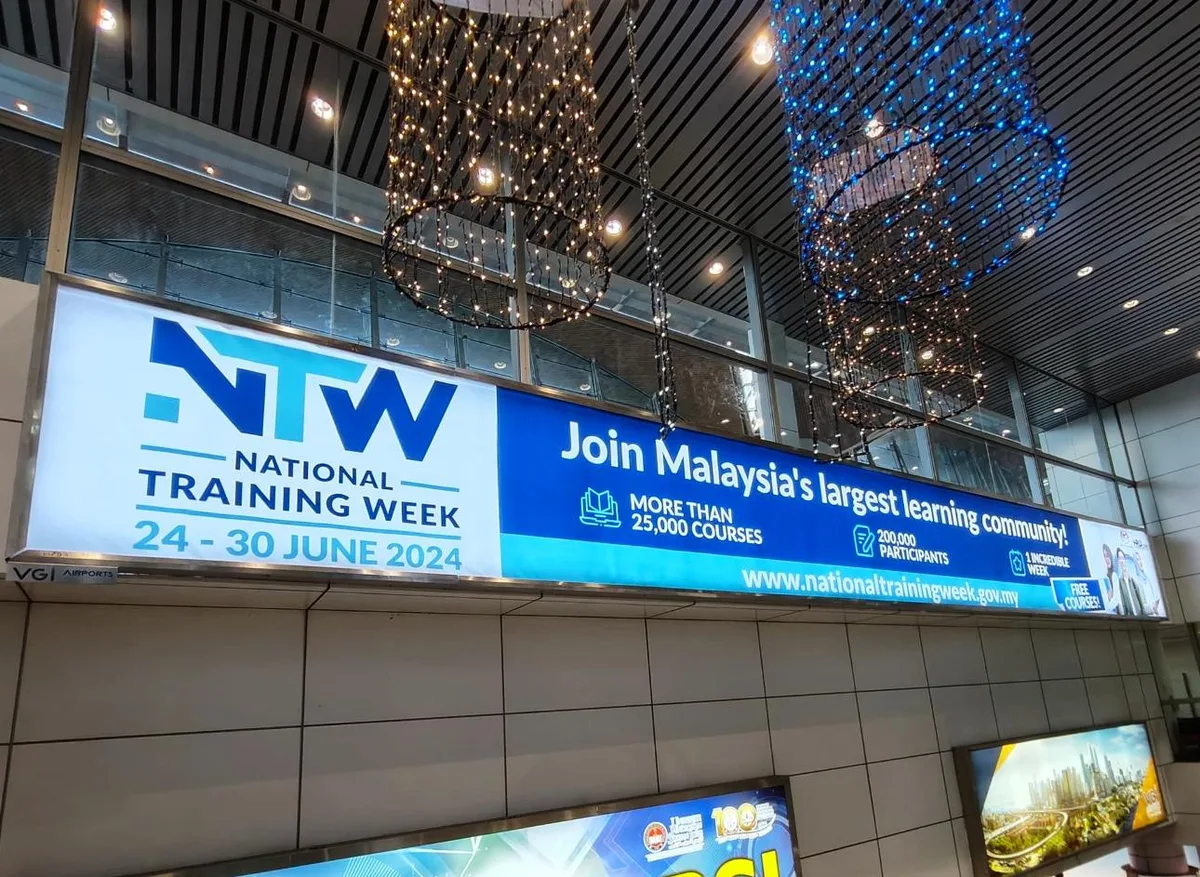 NTW
NATIONAL
TRAINING WEEK
24 - 30 JUNE 2024
Join Malaysia's largest learning community!
MORE THAN
25,000 COURSES
200,000
PARTICIPANTS
1 INCREDIBLE
WEEK
www.nationaltrainingweek.gov.my
FREE
COURSES!
VGI AIRPORTS
100